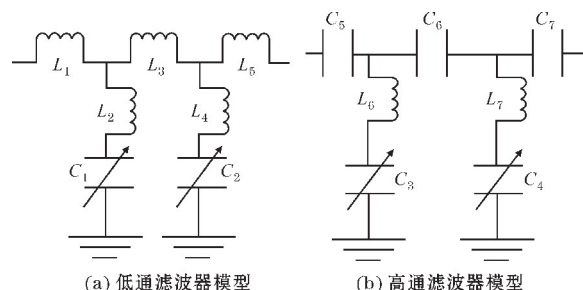 C₅ C₆ C₇
L₁ L₃ L₅
L₂ L₄ L₆ L₇
C₁ C₂ C₃ C₄
(a) 低通滤波器模型 (b) 高通滤波器模型